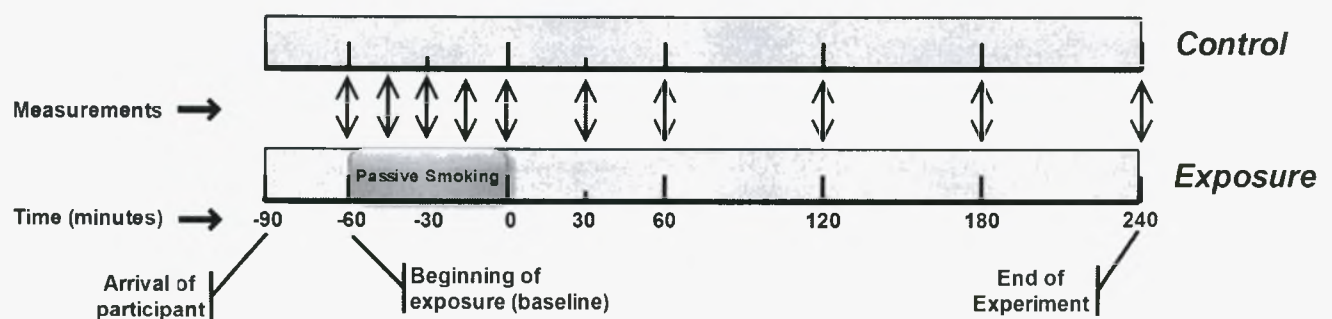 Control
Measurements
Passive Smoking
Exposure
Time (minutes)
-90 -60 -30 0 30 60 120 180 240
Arrival of
participant
Beginning of
exposure (baseline)
End of
Experiment